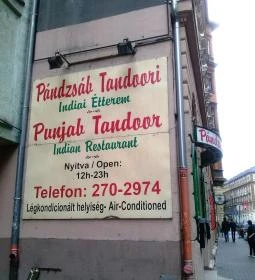 Pándzsáb Tandoori
Indiai Étterem
Punjab Tandoor
Indian Restaurant
Nyitva / Open:
12h-23h
Telefon: 270-2974
Légkondicionált helyiség- Air-Conditioned